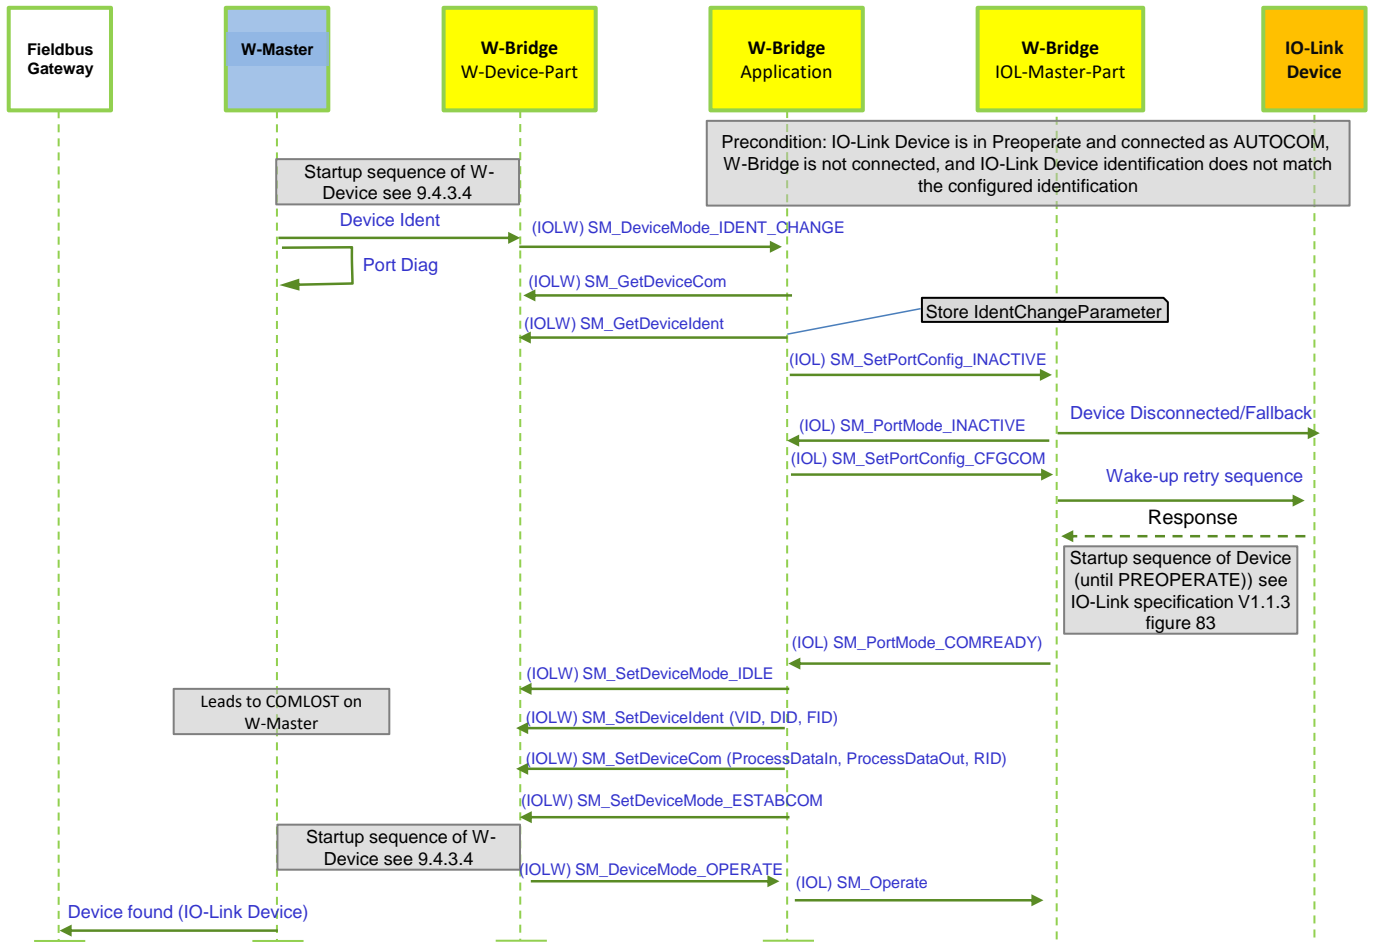 Fieldbus
Gateway
W-Master
W-Bridge
W-Device-Part
W-Bridge
Application
W-Bridge
IOL-Master-Part
IO-Link
Device
Precondition: IO-Link Device is in Preoperate and connected as AUTOCOM,
W-Bridge is not connected, and IO-Link Device identification does not match
the configured identification
Startup sequence of W-
Device see 9.4.3.4
Device Ident
(IOLW) SM_DeviceMode_IDENT_CHANGE
Port Diag
(IOLW) SM_GetDeviceCom
Store IdentChangeParameter
(IOLW) SM_GetDeviceIdent
(IOL) SM_SetPortConfig_INACTIVE
Device Disconnected/Fallback
(IOL) SM_PortMode_INACTIVE
(IOL) SM_SetPortConfig_CFGCOM
Wake-up retry sequence
Response
Startup sequence of Device
(until PREOPERATE)) see
IO-Link specification V1.1.3
figure 83
(IOL) SM_PortMode_COMREADY)
(IOLW) SM_SetDeviceMode_IDLE
Leads to COMLOST on
W-Master
(IOLW) SM_SetDeviceIdent (VID, DID, FID)
(IOLW) SM_SetDeviceCom (ProcessDataIn, ProcessDataOut, RID)
(IOLW) SM_SetDeviceMode_ESTABCOM
Startup sequence of W-
Device see 9.4.3.4
(IOLW) SM_DeviceMode_OPERATE
(IOL) SM_Operate
Device found (IO-Link Device)